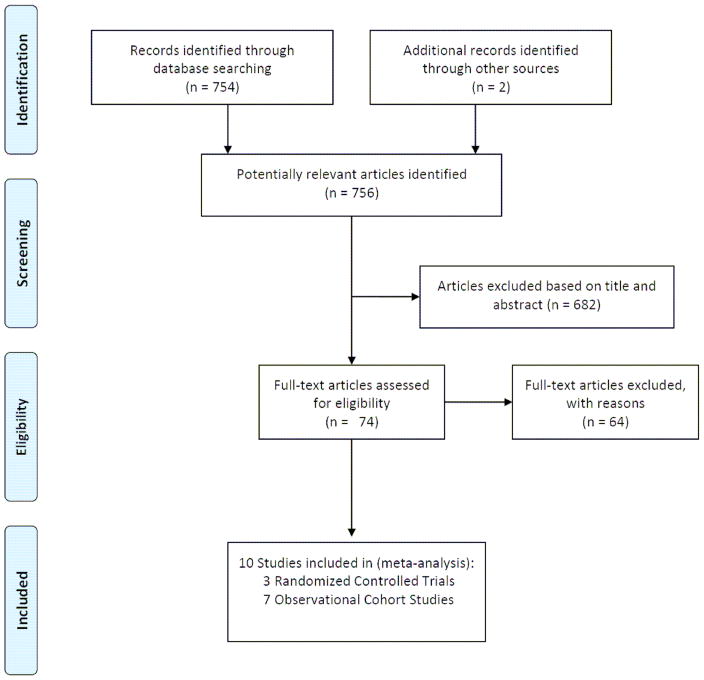 Identification
Records identified through
database searching
(n = 754)
Additional records identified
through other sources
(n = 2)
Potentially relevant articles identified
(n = 756)
Screening
Articles excluded based on title and
abstract (n = 682)
Eligibility
Full-text articles assessed
for eligibility
(n = 74)
Full-text articles excluded,
with reasons
(n = 64)
Included
10 Studies included in (meta-analysis):
3 Randomized Controlled Trials
7 Observational Cohort Studies